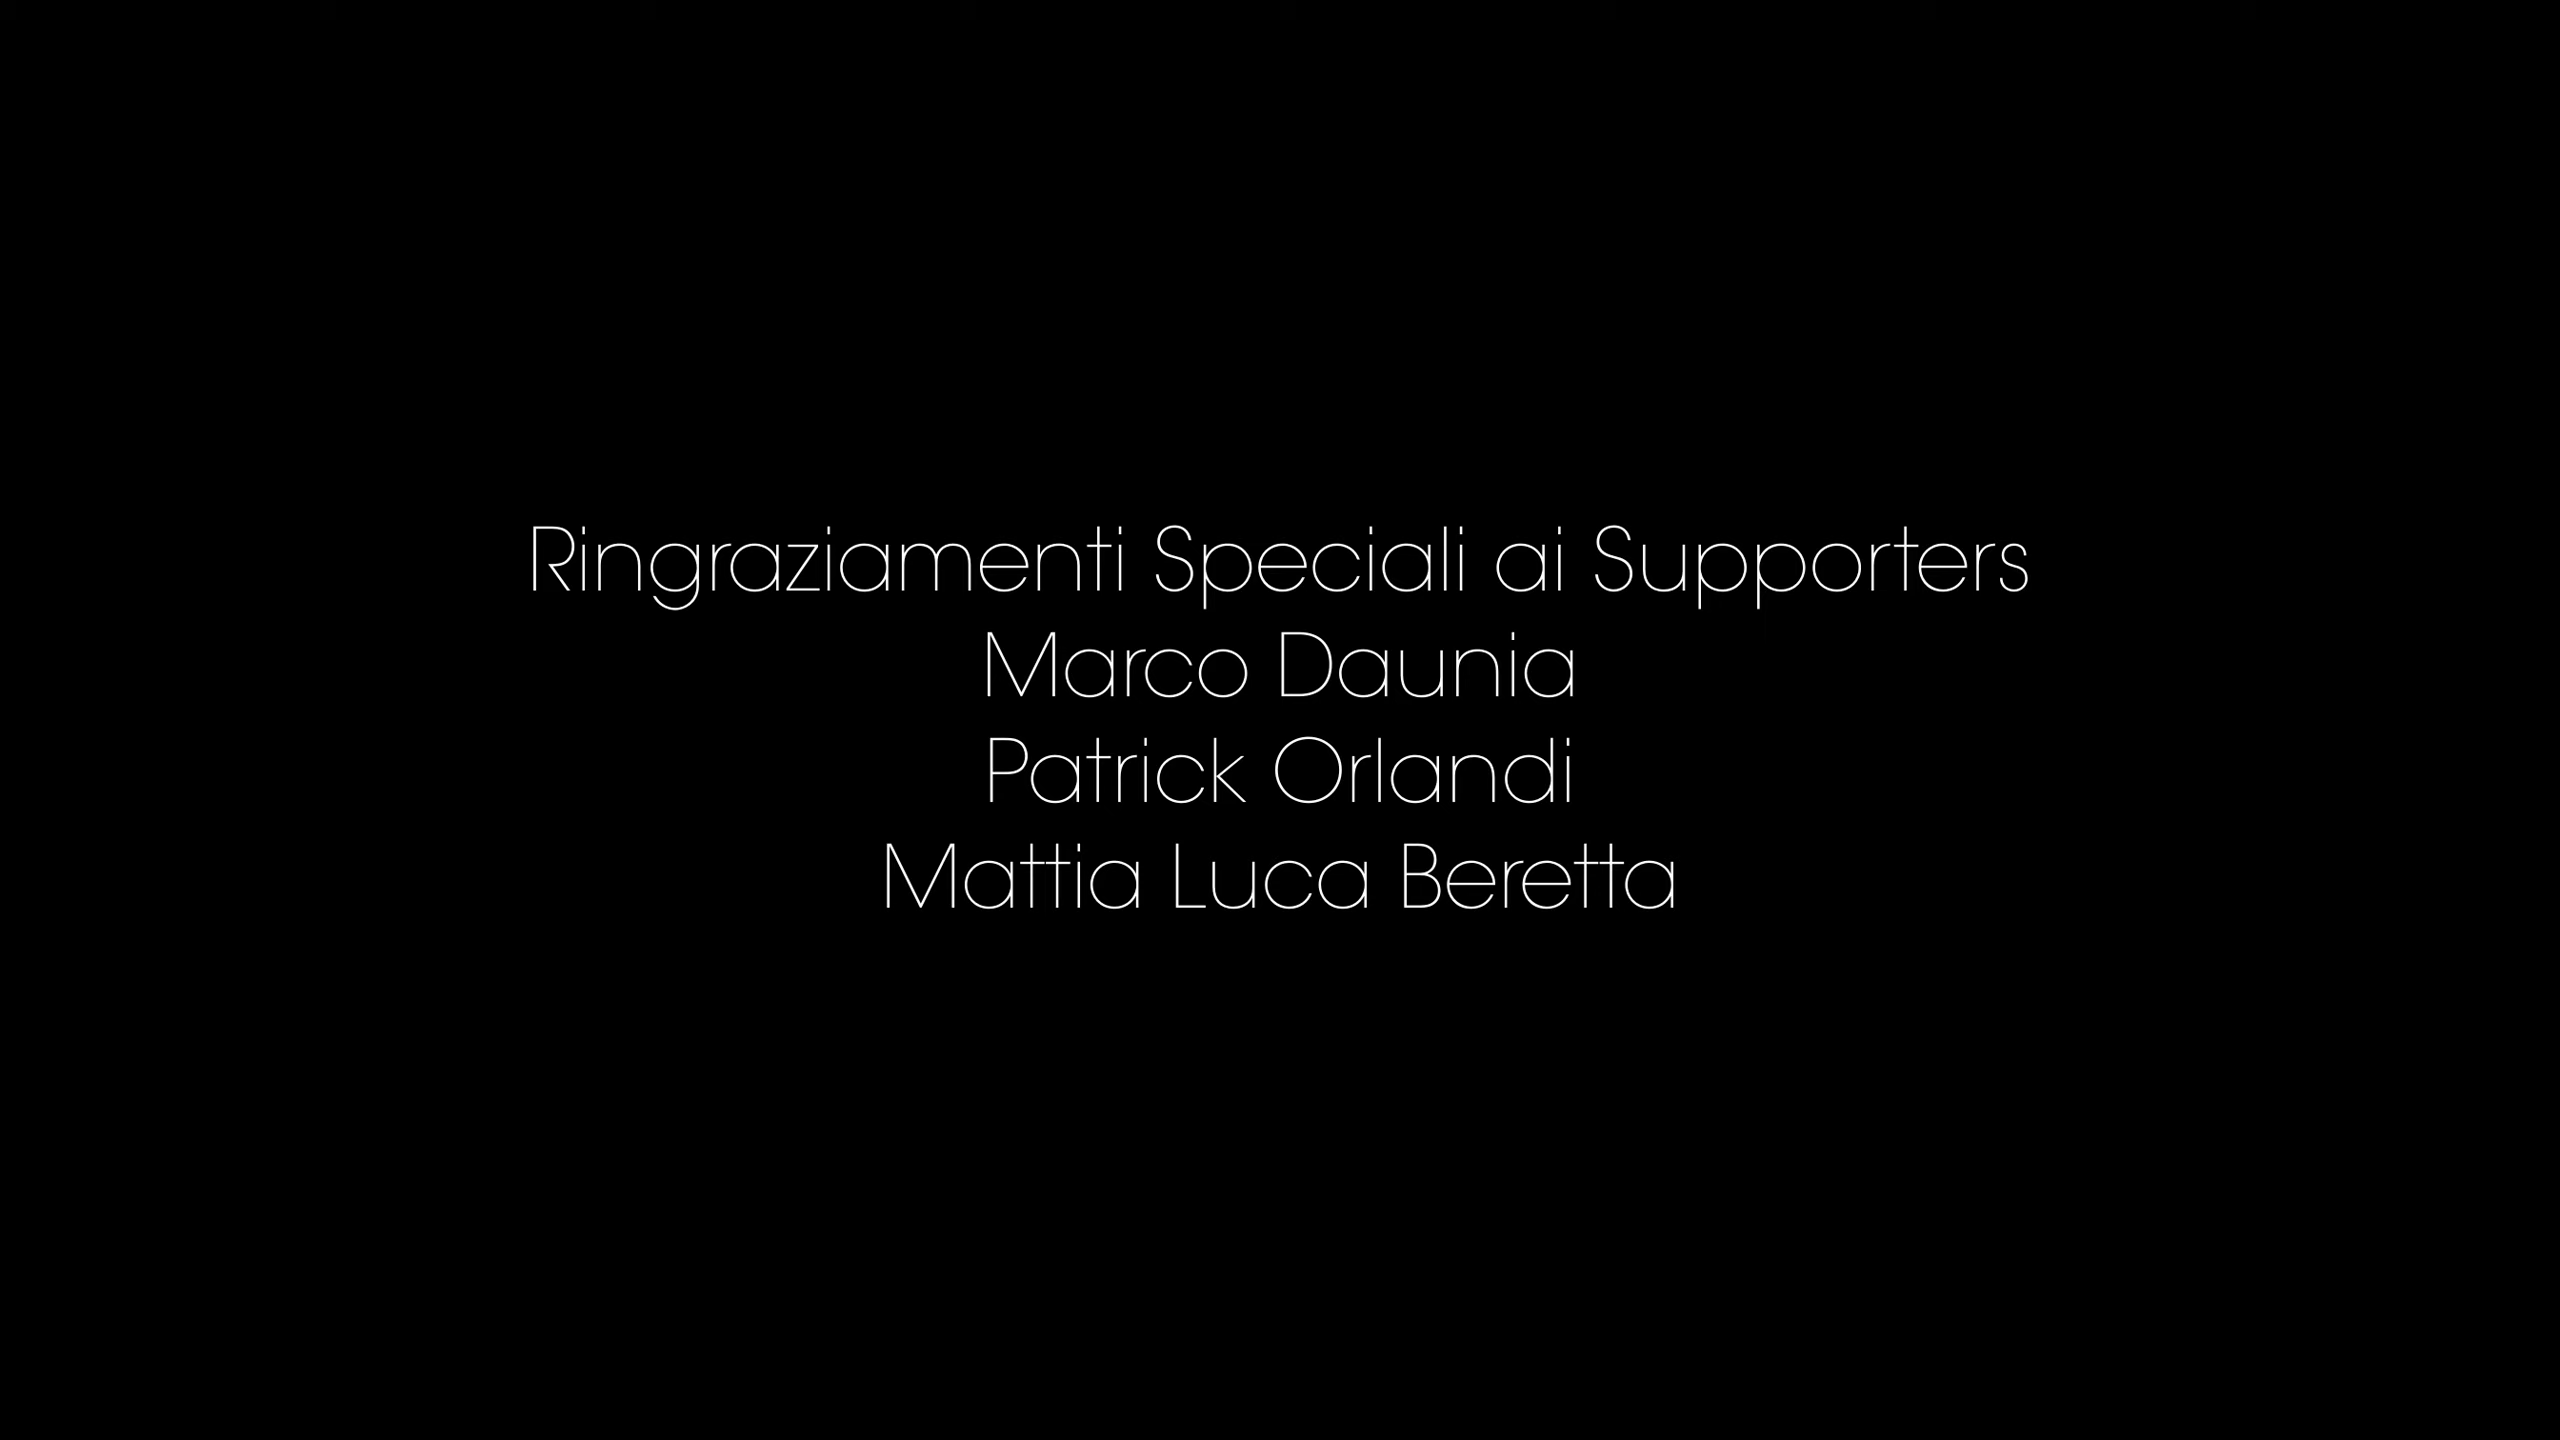 Ringraziamenti Speciali ai Supporters
Marco Daunia
Patrick Orlandi
Mattia Luca Beretta